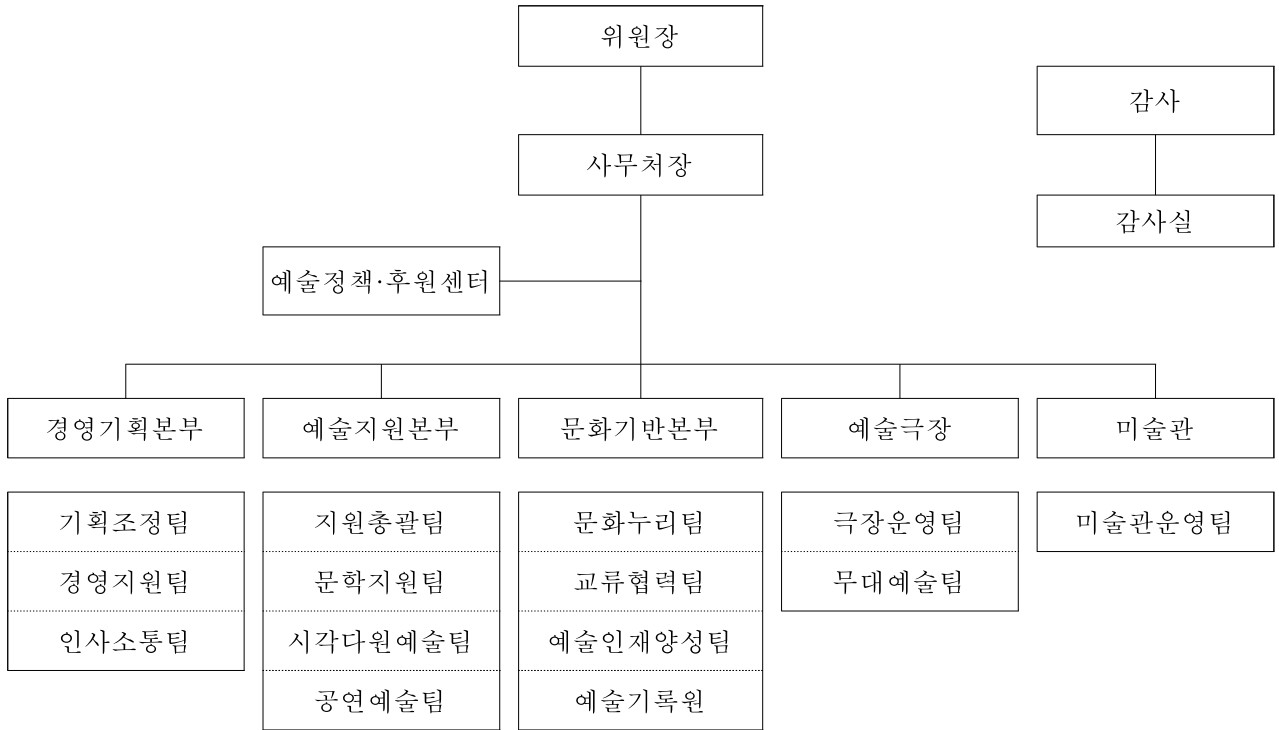 위원장
감사
사무처장
감사실
예술정책·후원센터
경영기획본부
예술지원본부
문화기반본부
예술극장
미술관
기획조정팀
지원총괄팀
문화누리팀
극장운영팀
미술관운영팀
경영지원팀
문학지원팀
교류협력팀
무대예술팀
인사소통팀
시각다원예술팀
예술인재양성팀
공연예술팀
예술기록원